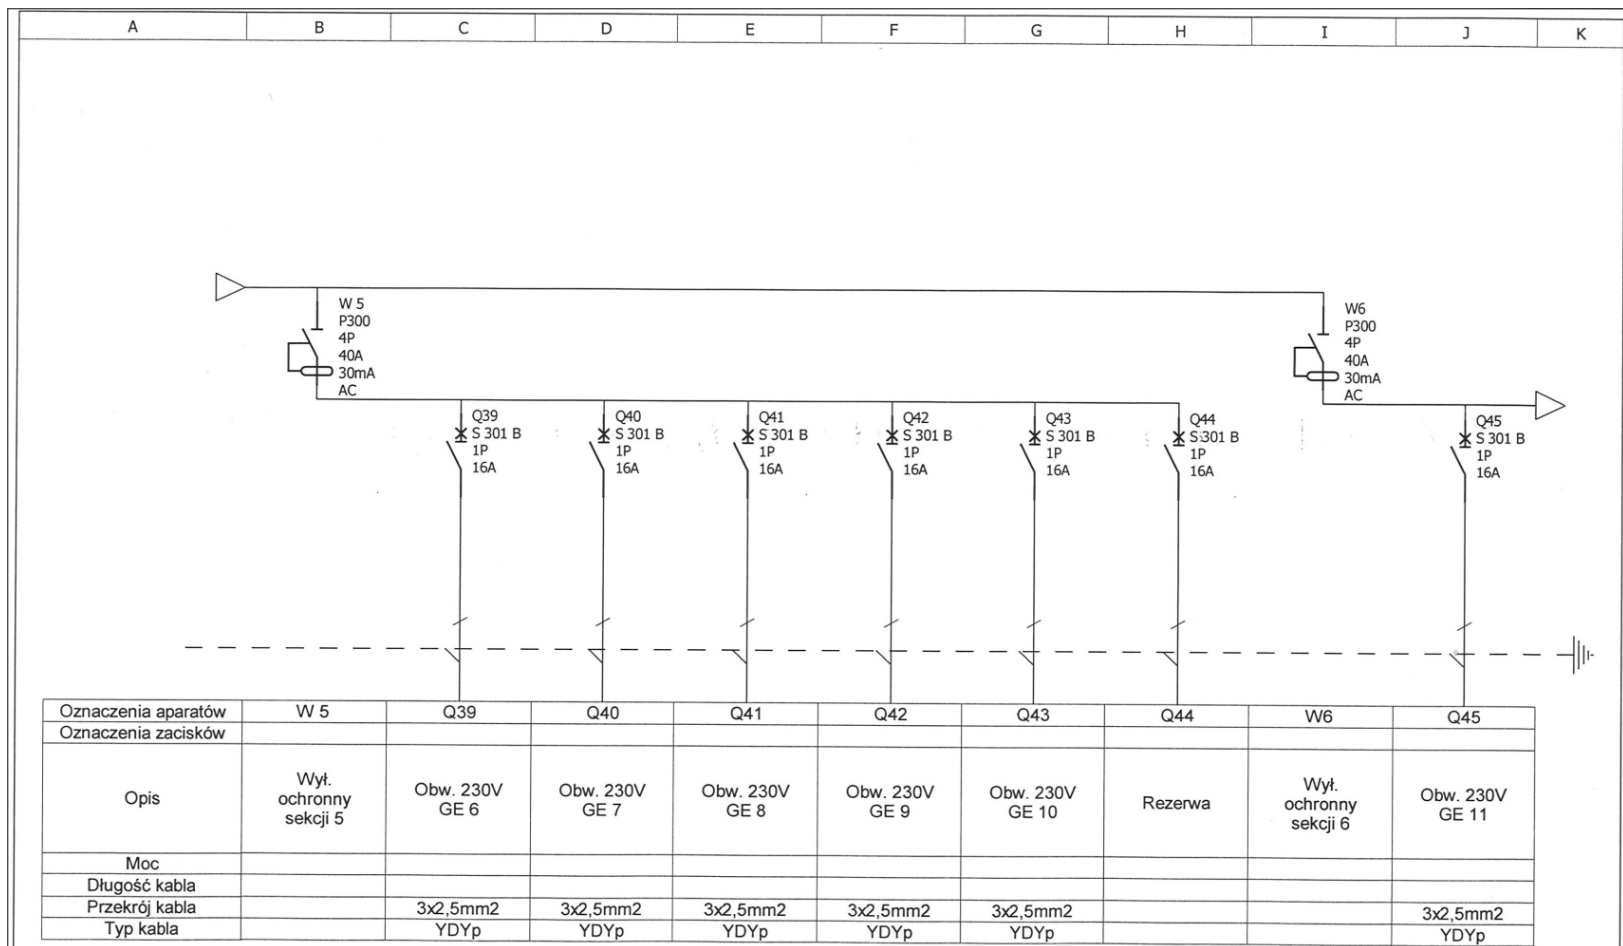 A B C D E F G H I J K
W 5
P300
4P
40A
30mA
AC
W6
P300
4P
40A
30mA
AC
Q39
S 301 B
1P
16A
Q40
S 301 B
1P
16A
Q41
S 301 B
1P
16A
Q42
S 301 B
1P
16A
Q43
S 301 B
1P
16A
Q44
S 301 B
1P
16A
Q45
S 301 B
1P
16A
Oznaczenia aparatów W 5 Q39 Q40 Q41 Q42 Q43 Q44 W6 Q45
Oznaczenia zacisków
Opis
Wył.
ochronny
sekcji 5
Obw. 230V
GE 6
Obw. 230V
GE 7
Obw. 230V
GE 8
Obw. 230V
GE 9
Obw. 230V
GE 10
Rezerwa
Wył.
ochronny
sekcji 6
Obw. 230V
GE 11
Moc
Długość kabla
Przekrój kabla 3x2,5mm2 3x2,5mm2 3x2,5mm2 3x2,5mm2 3x2,5mm2 3x2,5mm2
Typ kabla YDYp YDYp YDYp YDYp YDYp YDYp